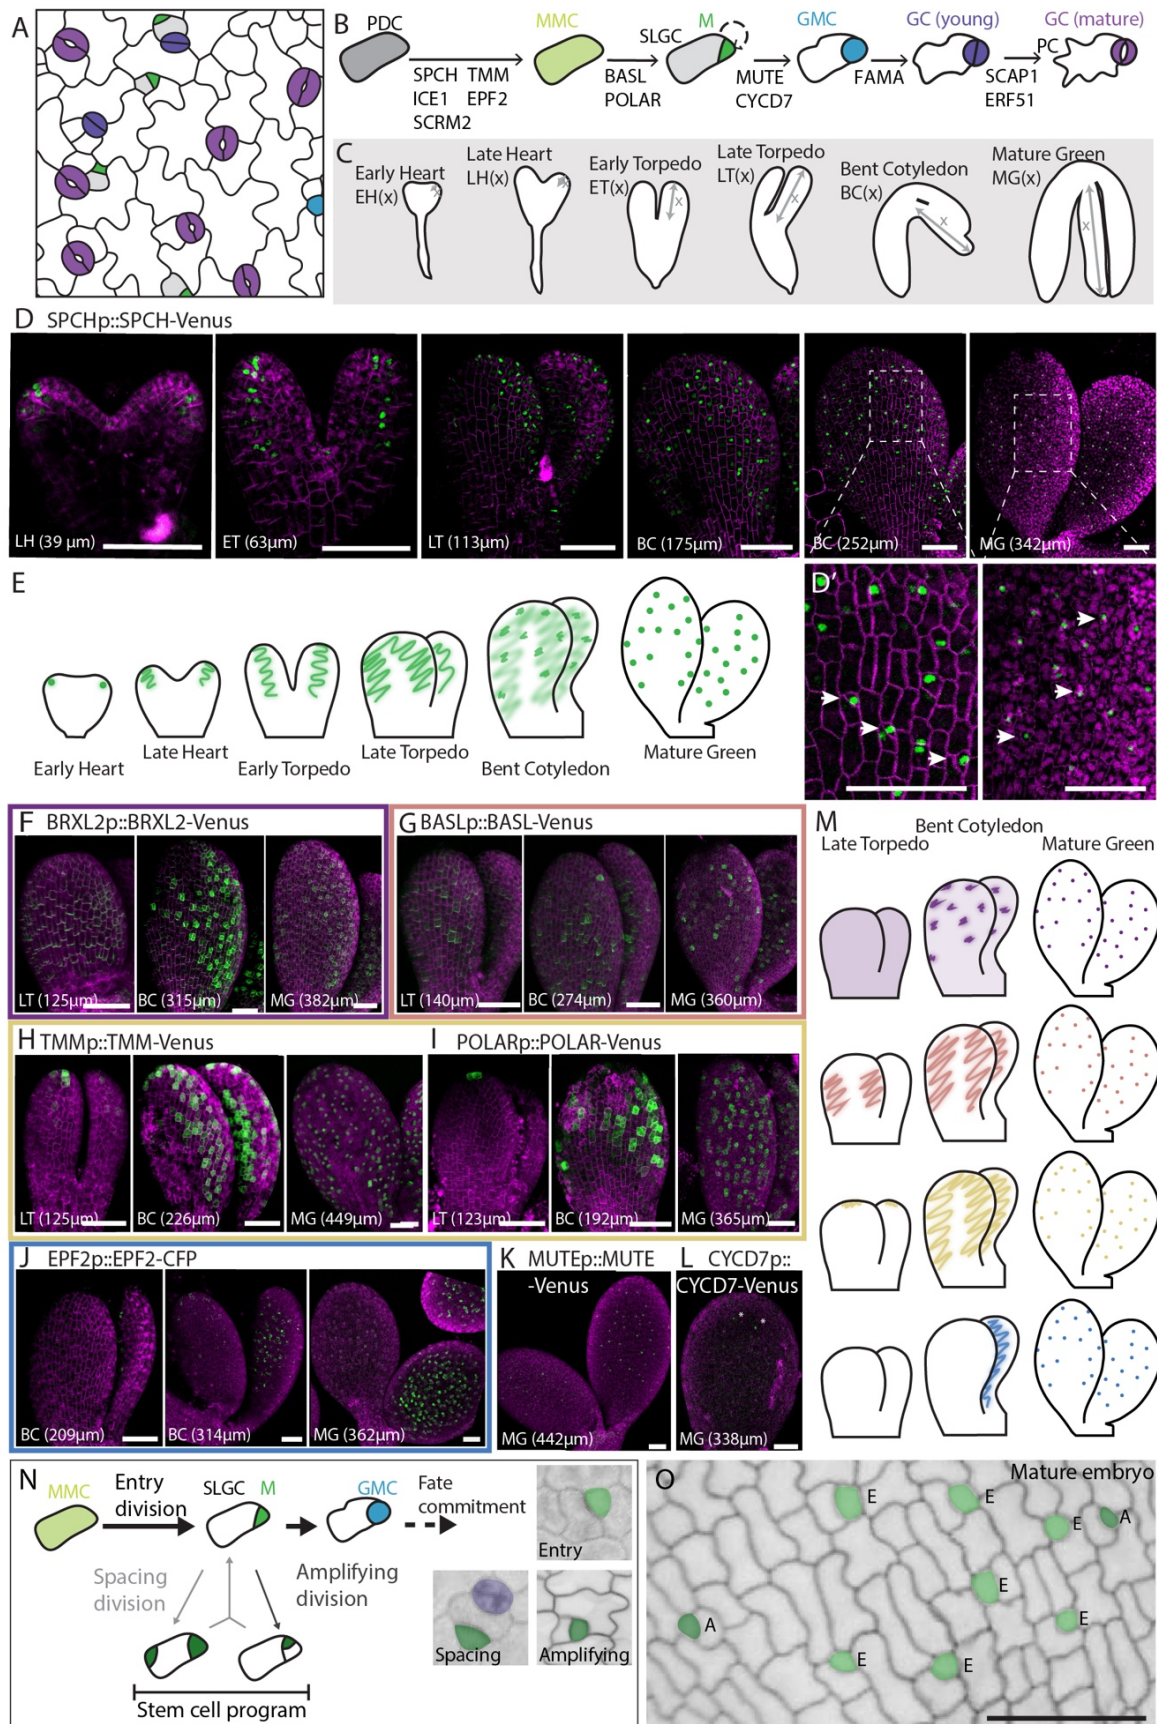 A
B
PDC
MMC
SLGC
M
GMC
GC (young)
GC (mature)
PC
SPCH TMM
ICE1 EPF2
SCRM2
BASL
POLAR
MUTE
CYCD7
FAMA
SCAP1
ERF51
C
Early Heart
EH(x)
x
Late Heart
LH(x)
x
Early Torpedo
ET(x)
x
Late Torpedo
LT(x)
x
Bent Cotyledon
BC(x)
x
Mature Green
MG(x)
x
D SPCHp::SPCH-Venus
LH (39 µm)
ET (63µm)
LT (113µm)
BC (175µm)
BC (252µm)
MG (342µm)
D'
E
Early Heart
Late Heart
Early Torpedo
Late Torpedo
Bent Cotyledon
Mature Green
F BRXL2p::BRXL2-Venus
LT (125µm)
BC (315µm)
MG (382µm)
G BASLp::BASL-Venus
LT (140µm)
BC (274µm)
MG (360µm)
H TMMp::TMM-Venus
LT (125µm)
BC (226µm)
MG (449µm)
I POLARp::POLAR-Venus
LT (123µm)
BC (192µm)
MG (365µm)
J EPF2p::EPF2-CFP
BC (209µm)
BC (314µm)
MG (362µm)
K MUTEp::MUTE
-Venus
MG (442µm)
L CYCD7p::
CYCD7-Venus
* *
MG (338µm)
M
Late Torpedo
Bent Cotyledon
Mature Green
N
MMC
Entry
division
SLGC
M
GMC
Fate
commitment
Spacing
division
Amplifying
division
Stem cell program
Entry
Spacing
Amplifying
O
Mature embryo
E
E
E
A
E
A
E
E
E